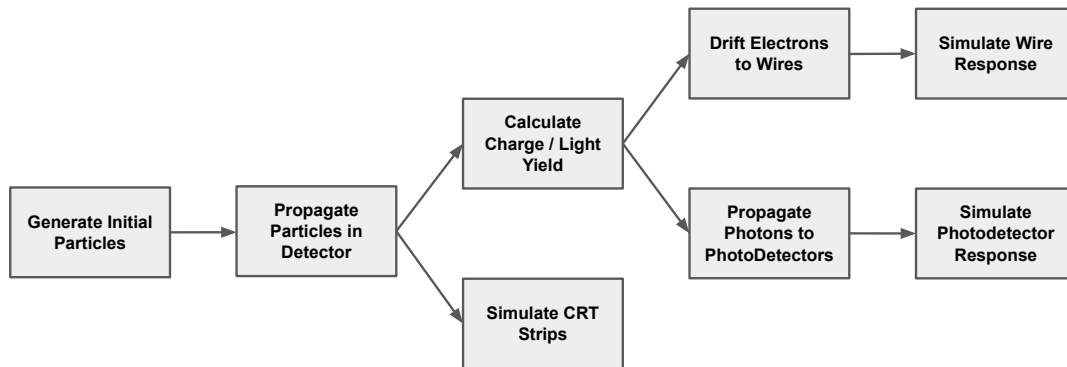 Generate Initial
Particles
Propagate
Particles in
Detector
Calculate
Charge / Light
Yield
Simulate CRT
Strips
Drift Electrons
to Wires
Simulate Wire
Response
Propagate
Photons to
PhotoDetectors
Simulate
Photodetector
Response